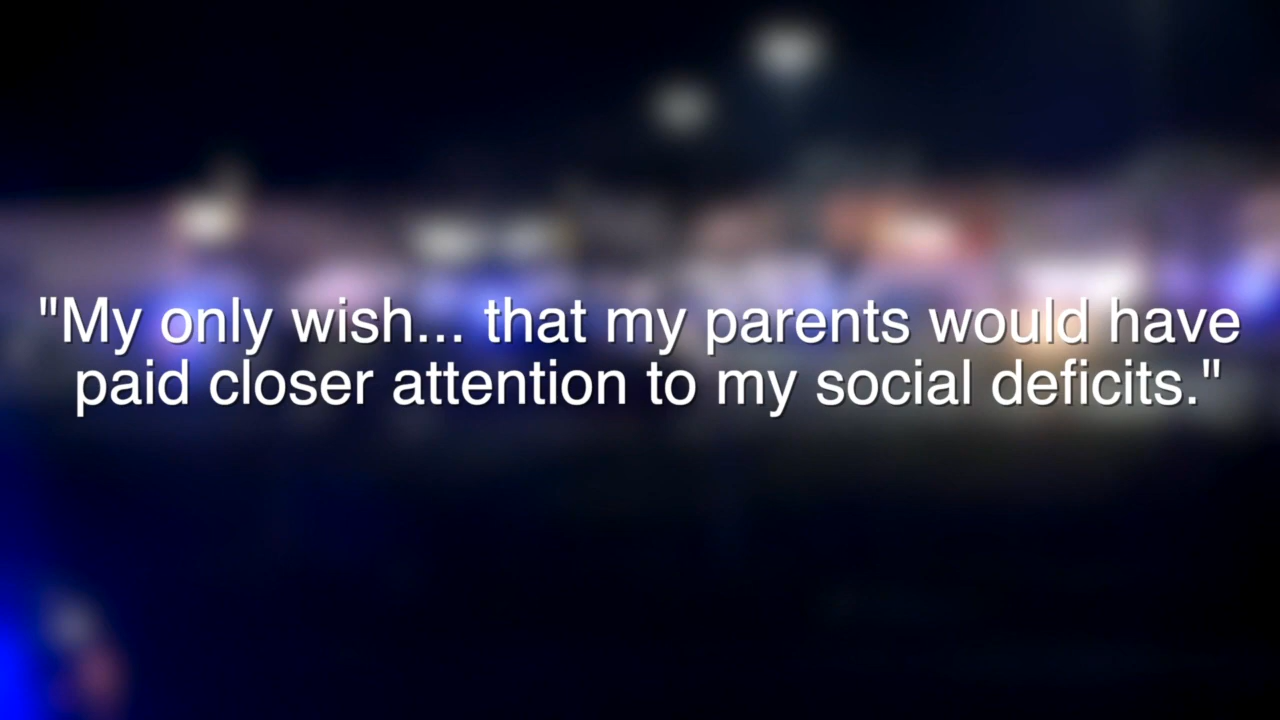 "My only wish... that my parents would have
paid closer attention to my social deficits."